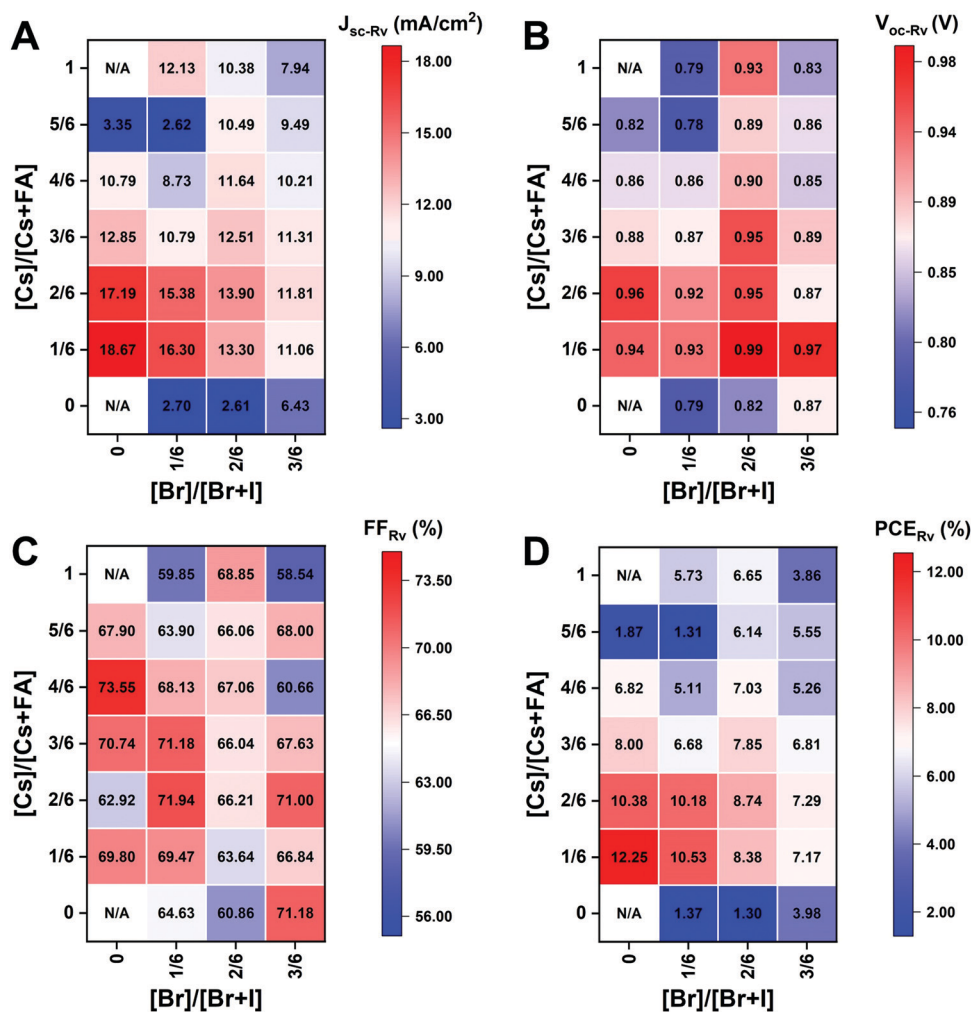 A
J_sc-Rv (mA/cm²)
[Cs]/[Cs+FA]
1 N/A 12.13 10.38 7.94
5/6 3.35 2.62 10.49 9.49
4/6 10.79 8.73 11.64 10.21
3/6 12.85 10.79 12.51 11.31
2/6 17.19 15.38 13.90 11.81
1/6 18.67 16.30 13.30 11.06
0 N/A 2.70 2.61 6.43
0 1/6 2/6 3/6
[Br]/[Br+I]
18.00
15.00
12.00
9.00
6.00
3.00
B
V_oc-Rv (V)
[Cs]/[Cs+FA]
1 N/A 0.79 0.93 0.83
5/6 0.82 0.78 0.89 0.86
4/6 0.86 0.86 0.90 0.85
3/6 0.88 0.87 0.95 0.89
2/6 0.96 0.92 0.95 0.87
1/6 0.94 0.93 0.99 0.97
0 N/A 0.79 0.82 0.87
0 1/6 2/6 3/6
[Br]/[Br+I]
0.98
0.94
0.89
0.85
0.80
0.76
C
FF_Rv (%)
[Cs]/[Cs+FA]
1 N/A 59.85 68.85 58.54
5/6 67.90 63.90 66.06 68.00
4/6 73.55 68.13 67.06 60.66
3/6 70.74 71.18 66.04 67.63
2/6 62.92 71.94 66.21 71.00
1/6 69.80 69.47 63.64 66.84
0 N/A 64.63 60.86 71.18
0 1/6 2/6 3/6
[Br]/[Br+I]
73.50
70.00
66.50
63.00
59.50
56.00
D
PCE_Rv (%)
[Cs]/[Cs+FA]
1 N/A 5.73 6.65 3.86
5/6 1.87 1.31 6.14 5.55
4/6 6.82 5.11 7.03 5.26
3/6 8.00 6.68 7.85 6.81
2/6 10.38 10.18 8.74 7.29
1/6 12.25 10.53 8.38 7.17
0 N/A 1.37 1.30 3.98
0 1/6 2/6 3/6
[Br]/[Br+I]
12.00
10.00
8.00
6.00
4.00
2.00